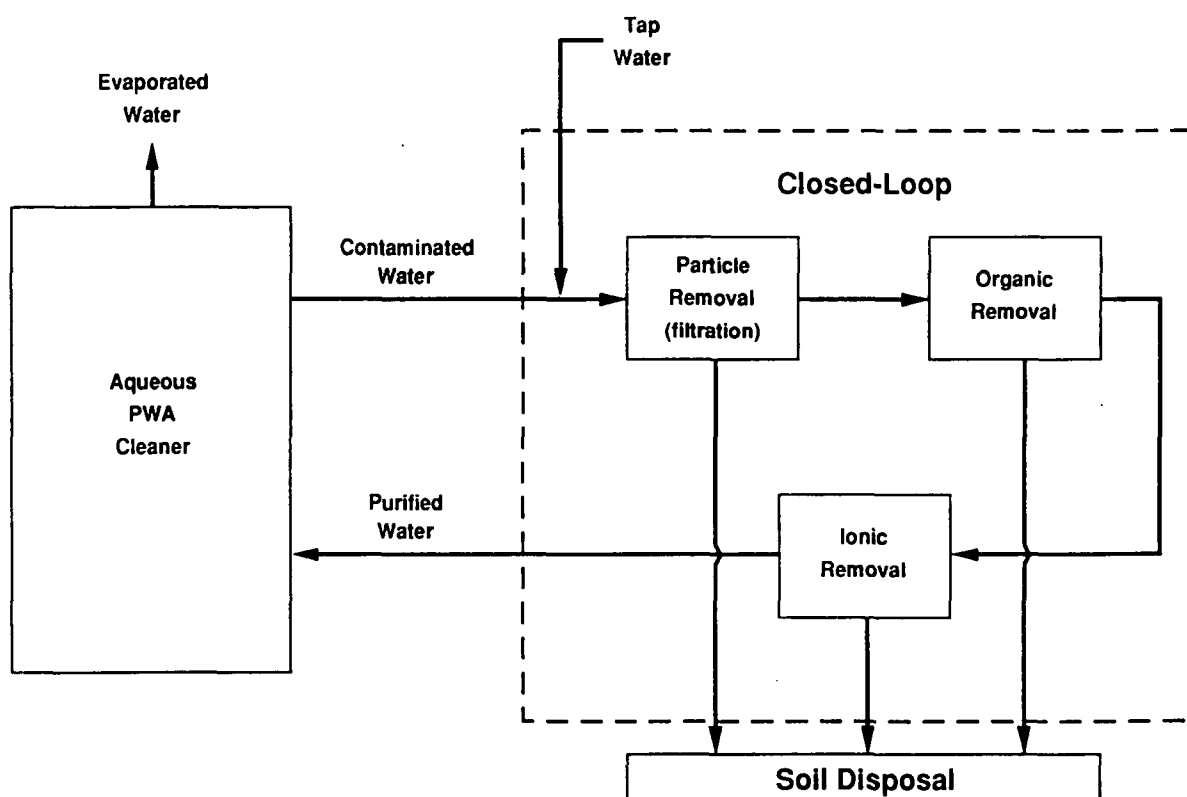 Tap
Water
Evaporated
Water
Closed-Loop
Contaminated
Water
Particle
Removal
(filtration)
Organic
Removal
Aqueous
PWA
Cleaner
Purified
Water
Ionic
Removal
Soil Disposal